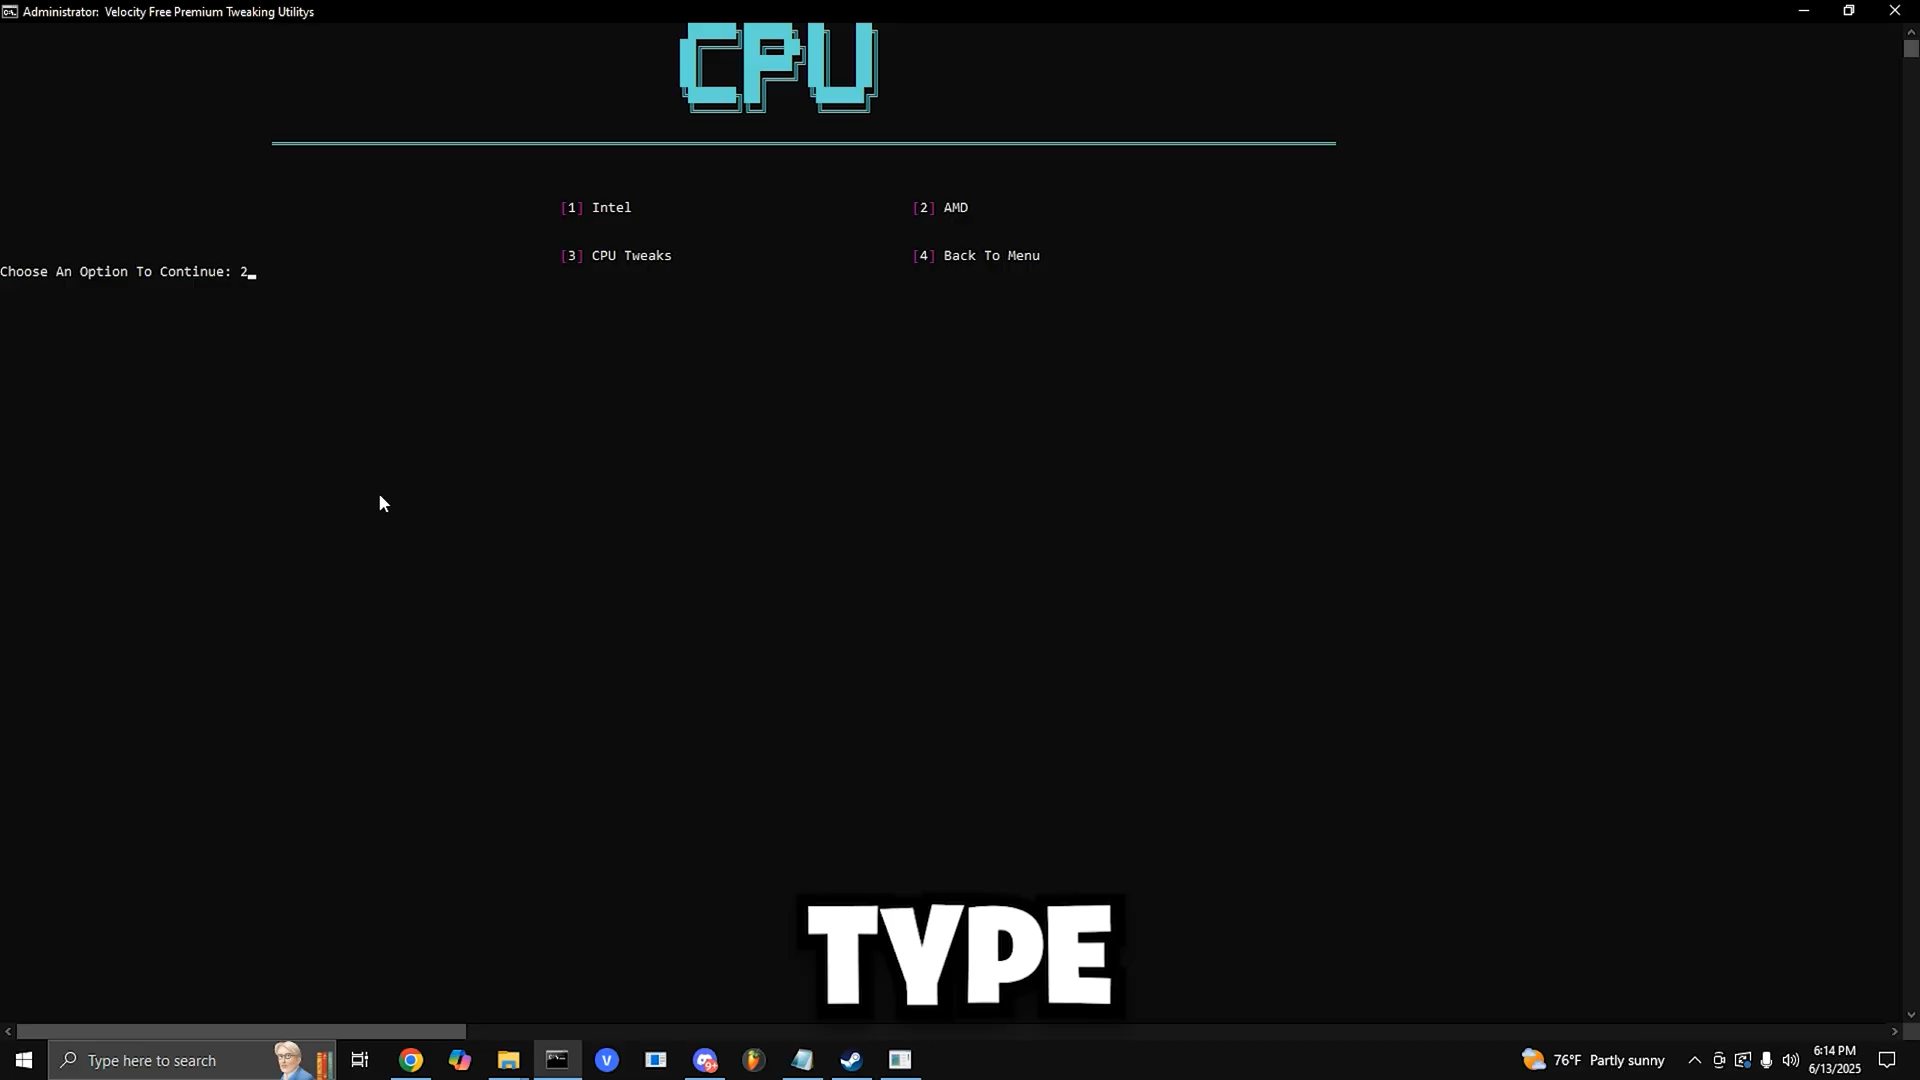 Administrator: Velocity Free Premium Tweaking Utilitys
CPU
[1] Intel
[2] AMD
[3] CPU Tweaks
[4] Back To Menu
Choose An Option To Continue: 2
TYPE
Type here to search
V
9+
76°F Partly sunny
6:14 PM
6/13/2025